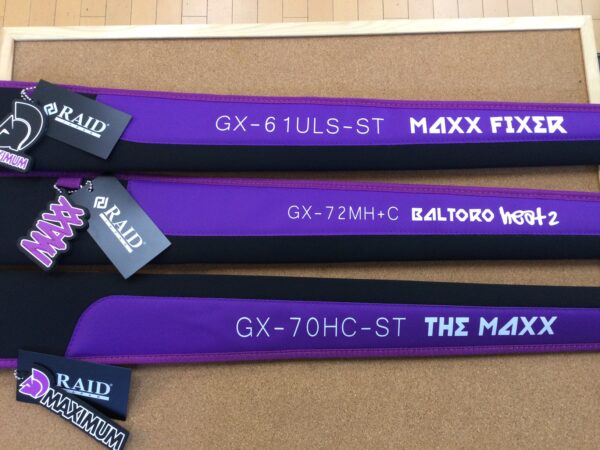 RAID
MAXIMUM
GX-61ULS-ST MAXX FIXER
RAID
MAXX
GX-72MH+C BALTORO heat2
RAID
MAXIMUM
GX-70HC-ST THE MAXX